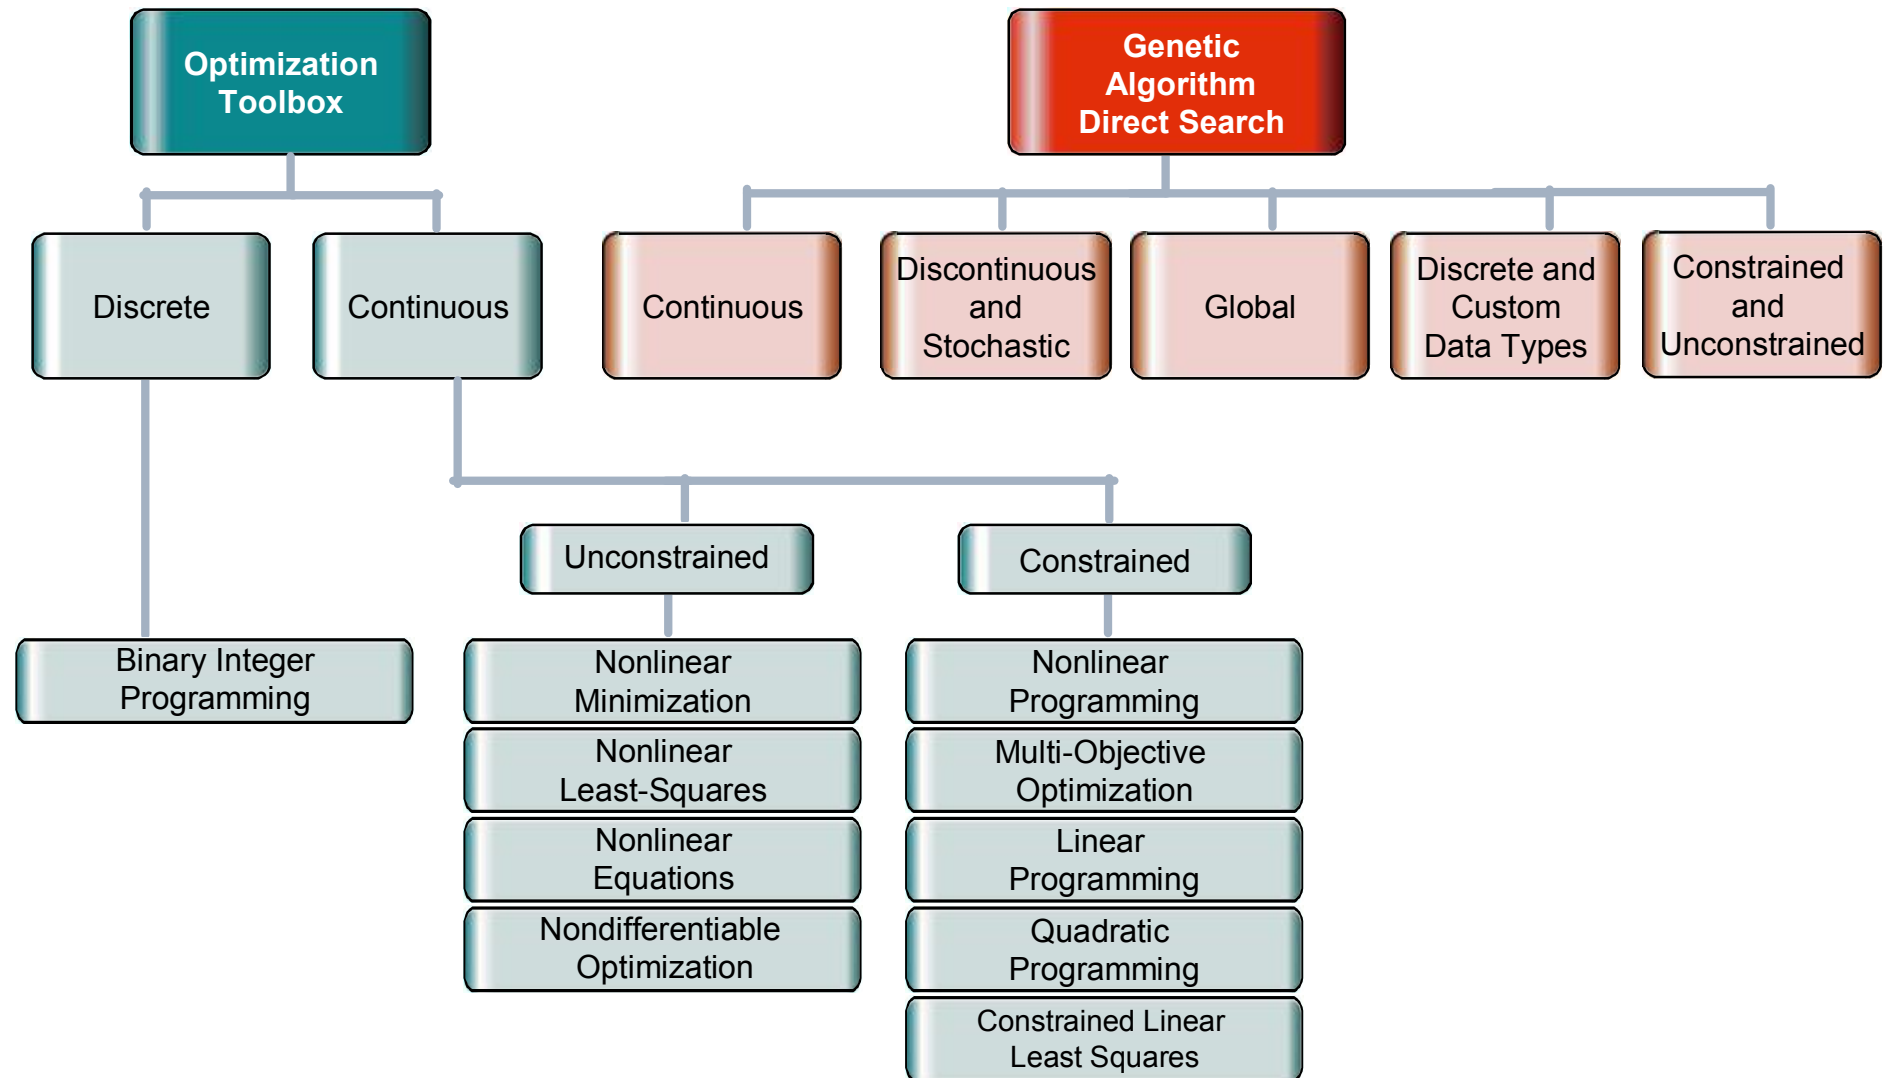 Optimization
Toolbox
Genetic
Algorithm
Direct Search
Discrete
Continuous
Continuous
Discontinuous
and
Stochastic
Global
Discrete and
Custom
Data Types
Constrained
and
Unconstrained
Unconstrained
Constrained
Binary Integer
Programming
Nonlinear
Minimization
Nonlinear
Least-Squares
Nonlinear
Equations
Nondifferentiable
Optimization
Nonlinear
Programming
Multi-Objective
Optimization
Linear
Programming
Quadratic
Programming
Constrained Linear
Least Squares